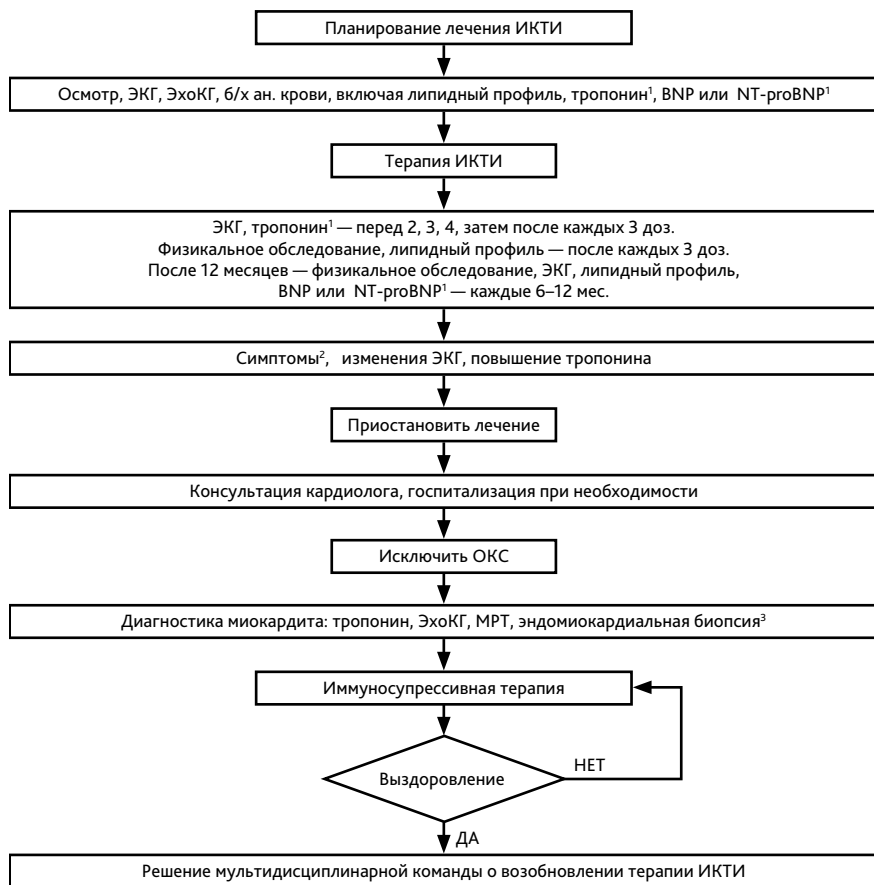 Планирование лечения ИКТИ
Осмотр, ЭКГ, ЭхоКГ, б/х ан. крови, включая липидный профиль, тропонин¹, BNP или NT-proBNP¹
Терапия ИКТИ
ЭКГ, тропонин¹ — перед 2, 3, 4, затем после каждых 3 доз.
Физикальное обследование, липидный профиль — после каждых 3 доз.
После 12 месяцев — физикальное обследование, ЭКГ, липидный профиль,
BNP или NT-proBNP¹ — каждые 6–12 мес.
Симптомы², изменения ЭКГ, повышение тропонина
Приостановить лечение
Консультация кардиолога, госпитализация при необходимости
Исключить ОКС
Диагностика миокардита: тропонин, ЭхоКГ, МРТ, эндомиокардиальная биопсия³
Иммуносупрессивная терапия
Выздоровление
НЕТ
ДА
Решение мультидисциплинарной команды о возобновлении терапии ИКТИ